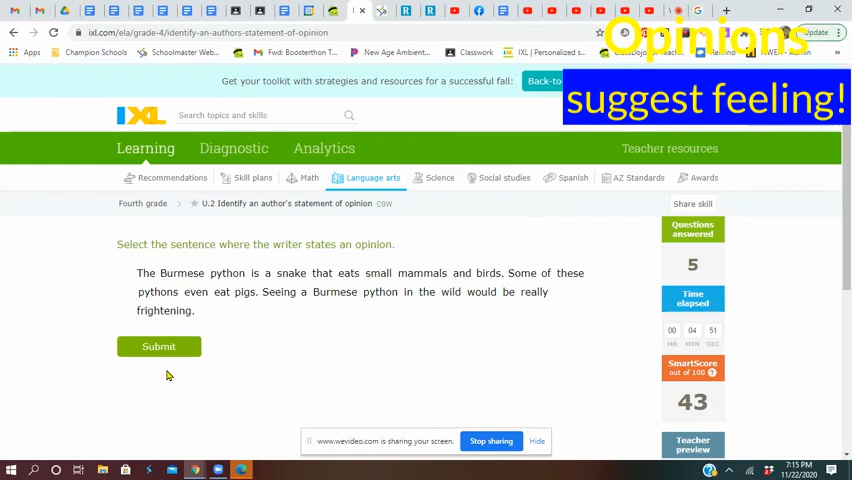 ixl.com/ela/grade-4/identify-an-authors-statement-of-opinion
Update
Apps
Champion Schools
Schoolmaster Web...
Fwd: Boosterthon T...
New Age Ambient...
Classwork
IXL | Personalized s...
Opinions
suggest feeling!
Get your toolkit with strategies and resources for a successful fall:
Back-to
IXL
Search topics and skills
Learning
Diagnostic
Analytics
Teacher resources
Recommendations
Skill plans
Math
Language arts
Science
Social studies
Spanish
AZ Standards
Awards
Fourth grade
U.2 Identify an author's statement of opinion
C9W
Share skill
Select the sentence where the writer states an opinion.
The Burmese python is a snake that eats small mammals and birds. Some of these
pythons even eat pigs. Seeing a Burmese python in the wild would be really
frightening.
Submit
Questions
answered
5
Time
elapsed
00 04 51
HR MIN SEC
SmartScore
out of 100
43
Teacher
preview
www.wevideo.com is sharing your screen.
Stop sharing
Hide
7:15 PM
11/22/2020